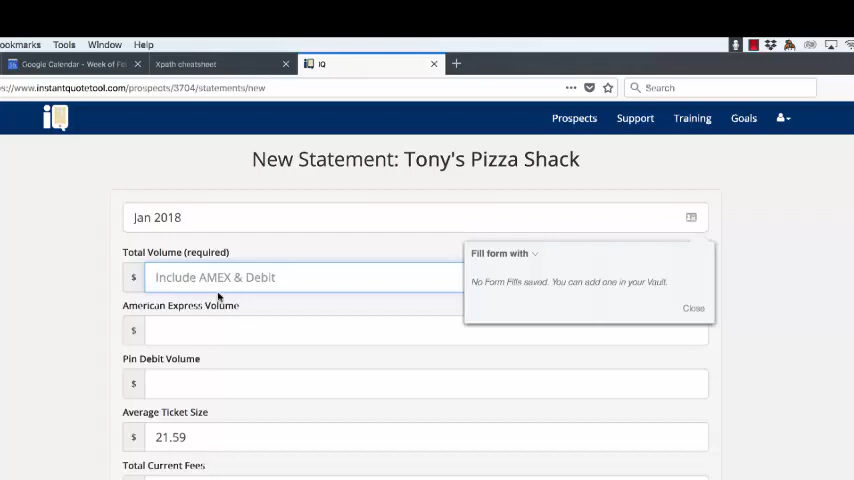 ookmarks Tools Window Help
Google Calendar - Week of Fe Xpath cheatsheet IQ
s://www.instantquotetool.com/prospects/3704/statements/new Search
iQ Prospects Support Training Goals
New Statement: Tony's Pizza Shack
Jan 2018
Total Volume (required)
Fill form with
$ Include AMEX & Debit
No Form Fills saved. You can add one in your Vault.
American Express Volume
Close
$
Pin Debit Volume
$
Average Ticket Size
$ 21.59
Total Current Fees